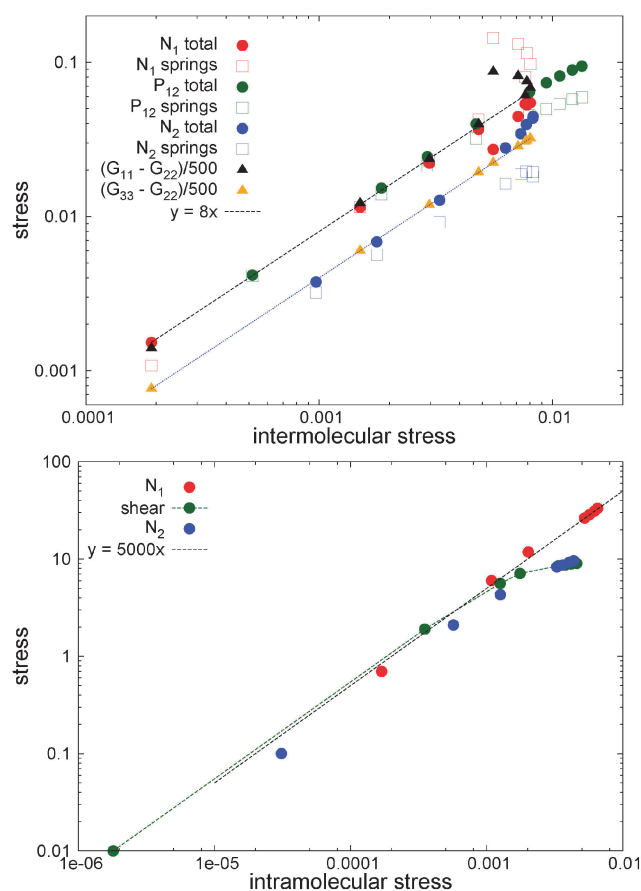 N₁ total
N₁ springs
P₁₂ total
P₁₂ springs
N₂ total
N₂ springs
(G₁₁ - G₂₂)/500
(G₃₃ - G₂₂)/500
y = 8x
0.1
0.01
0.001
stress
0.0001 0.001 0.01
intermolecular stress
N₁
shear
N₂
y = 5000x
100
10
1
0.1
0.01
stress
1e-06 1e-05 0.0001 0.001 0.01
intramolecular stress